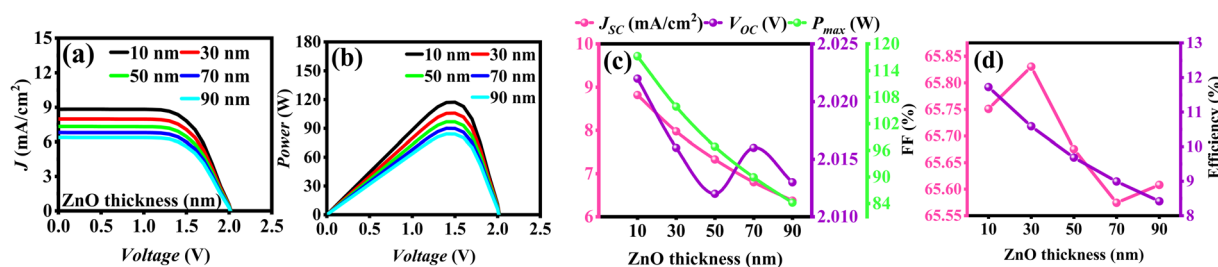 (a)
10 nm 30 nm
50 nm 70 nm
90 nm
ZnO thickness (nm)
J (mA/cm²)
15
12
9
6
3
0
0.0 0.5 1.0 1.5 2.0 2.5
Voltage (V)
(b)
10 nm 30 nm
50 nm 70 nm
90 nm
Power (W)
180
150
120
90
60
30
0
0.0 0.5 1.0 1.5 2.0 2.5
Voltage (V)
J_SC (mA/cm²) V_OC (V) P_max (W)
(c)
10
9
8
7
6
2.025
2.020
2.015
2.010
120
114
108
102
96
90
84
10 30 50 70 90
ZnO thickness (nm)
(d)
FF (%)
65.85
65.80
65.75
65.70
65.65
65.60
65.55
Efficiency (%)
13
12
11
10
9
8
10 30 50 70 90
ZnO thickness (nm)